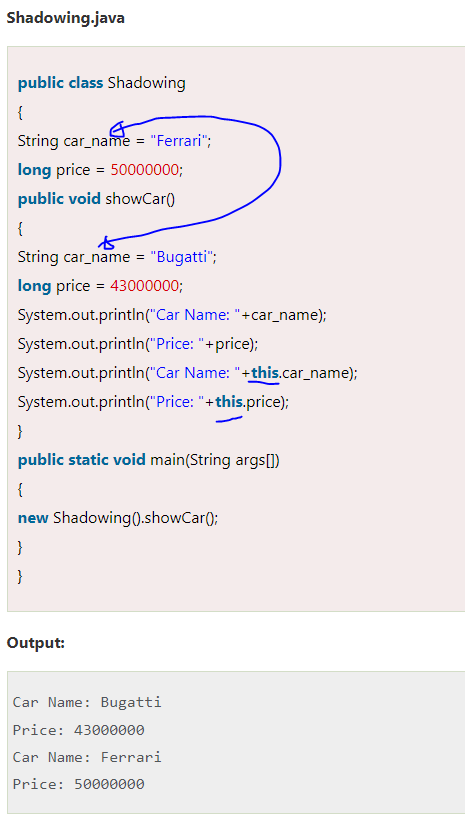 Shadowing.java
public class Shadowing
{
String car_name = "Ferrari";
long price = 50000000;
public void showCar()
{
String car_name = "Bugatti";
long price = 43000000;
System.out.println("Car Name: "+car_name);
System.out.println("Price: "+price);
System.out.println("Car Name: "+this.car_name);
System.out.println("Price: "+this.price);
}
public static void main(String args[])
{
new Shadowing().showCar();
}
}
Output:
Car Name: Bugatti
Price: 43000000
Car Name: Ferrari
Price: 50000000